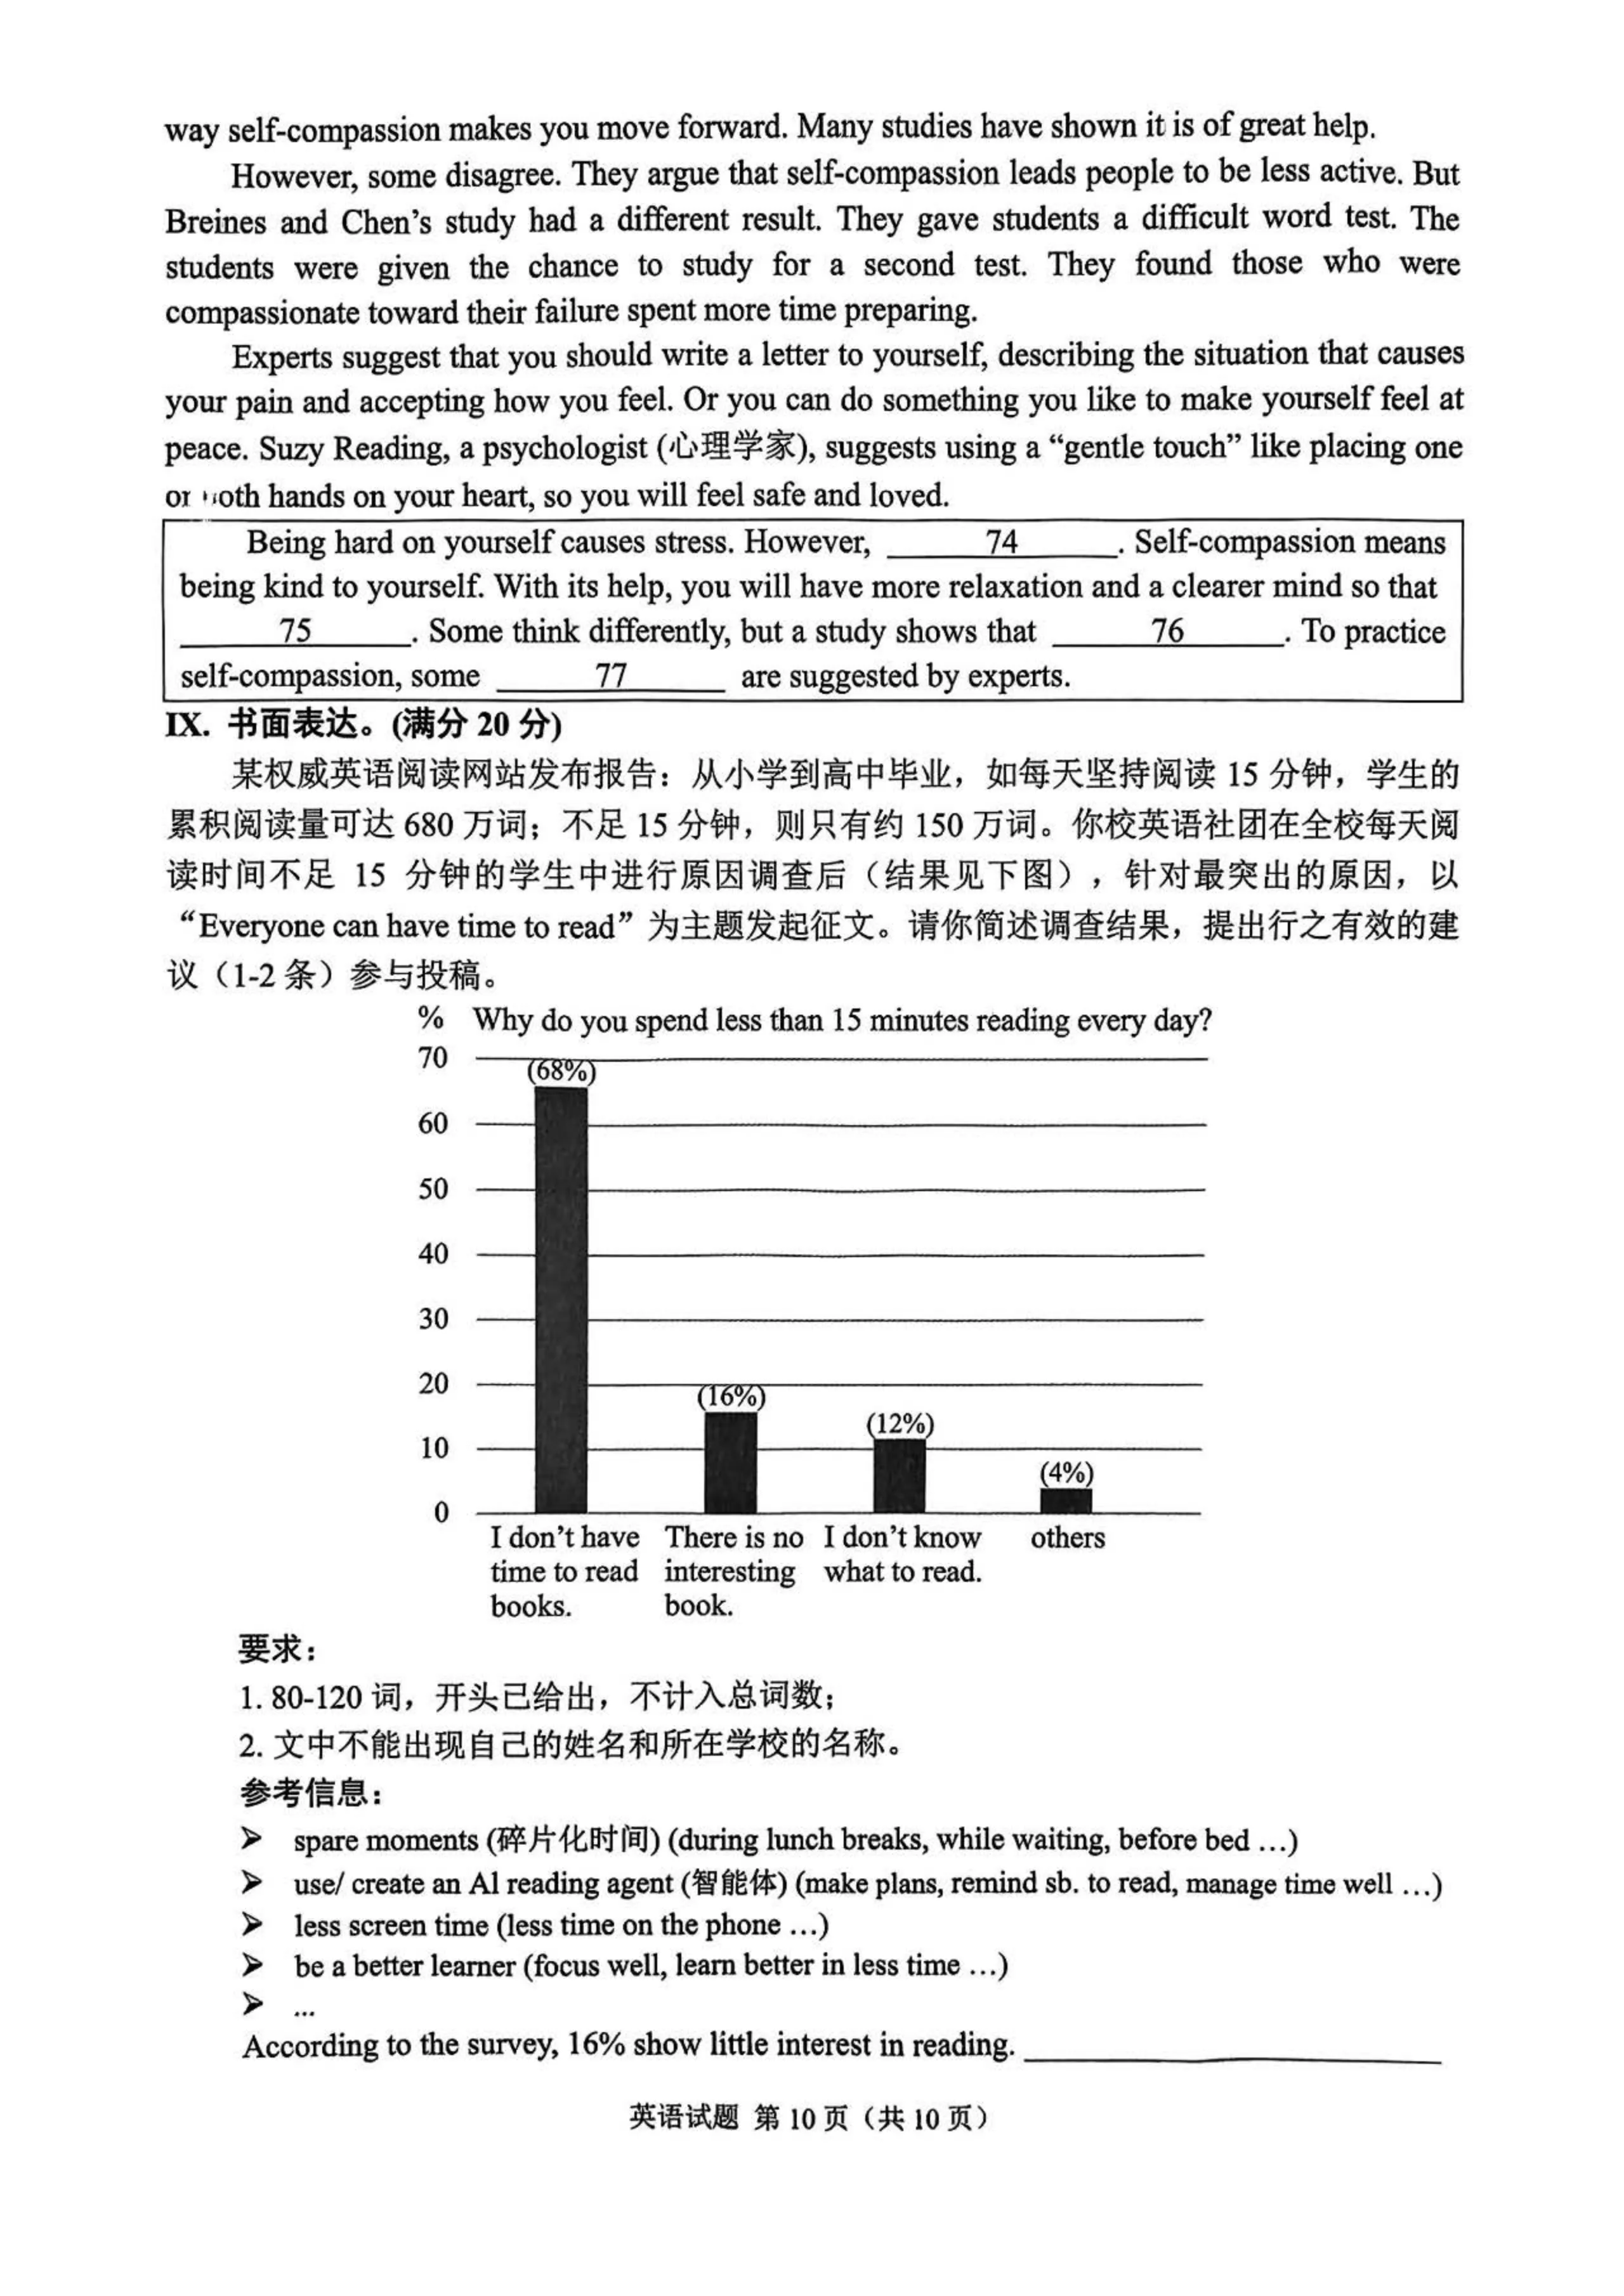 way self-compassion makes you move forward. Many studies have shown it is of great help.
However, some disagree. They argue that self-compassion leads people to be less active. But
Breines and Chen's study had a different result. They gave students a difficult word test. The
students were given the chance to study for a second test. They found those who were
compassionate toward their failure spent more time preparing.
Experts suggest that you should write a letter to yourself, describing the situation that causes
your pain and accepting how you feel. Or you can do something you like to make yourself feel at
peace. Suzy Reading, a psychologist (心理学家), suggests using a “gentle touch” like placing one
or hands on your heart, so you will feel safe and loved.
Being hard on yourself causes stress. However, 74 . Self-compassion means
being kind to yourself. With its help, you will have more relaxation and a clearer mind so that
75 . Some think differently, but a study shows that 76 . To practice
self-compassion, some 77 are suggested by experts.
IX. 书面表达。(满分 20 分)
某权威英语阅读网站发布报告：从小学到高中毕业，如每天坚持阅读 15 分钟，学生的
累积阅读量可达 680 万词；不足 15 分钟，则只有约 150 万词。你校英语社团在全校每天阅
读时间不足 15 分钟的学生中进行原因调查后（结果见下图），针对最突出的原因，以
“Everyone can have time to read”为主题发起征文。请你简述调查结果，提出行之有效的建
议（1-2 条）参与投稿。
% Why do you spend less than 15 minutes reading every day?
70
(68%)
60
50
40
30
20
(16%)
(12%)
10
(4%)
0
I don't have There is no I don't know others
time to read interesting what to read.
books. book.
要求：
1. 80-120 词，开头已给出，不计入总词数；
2. 文中不能出现自己的姓名和所在学校的名称。
参考信息：
➢ spare moments (碎片化时间) (during lunch breaks, while waiting, before bed …)
➢ use/ create an AI reading agent (智能体) (make plans, remind sb. to read, manage time well …)
➢ less screen time (less time on the phone …)
➢ be a better learner (focus well, learn better in less time …)
➢ …
According to the survey, 16% show little interest in reading.
英语试题 第 10 页（共 10 页）